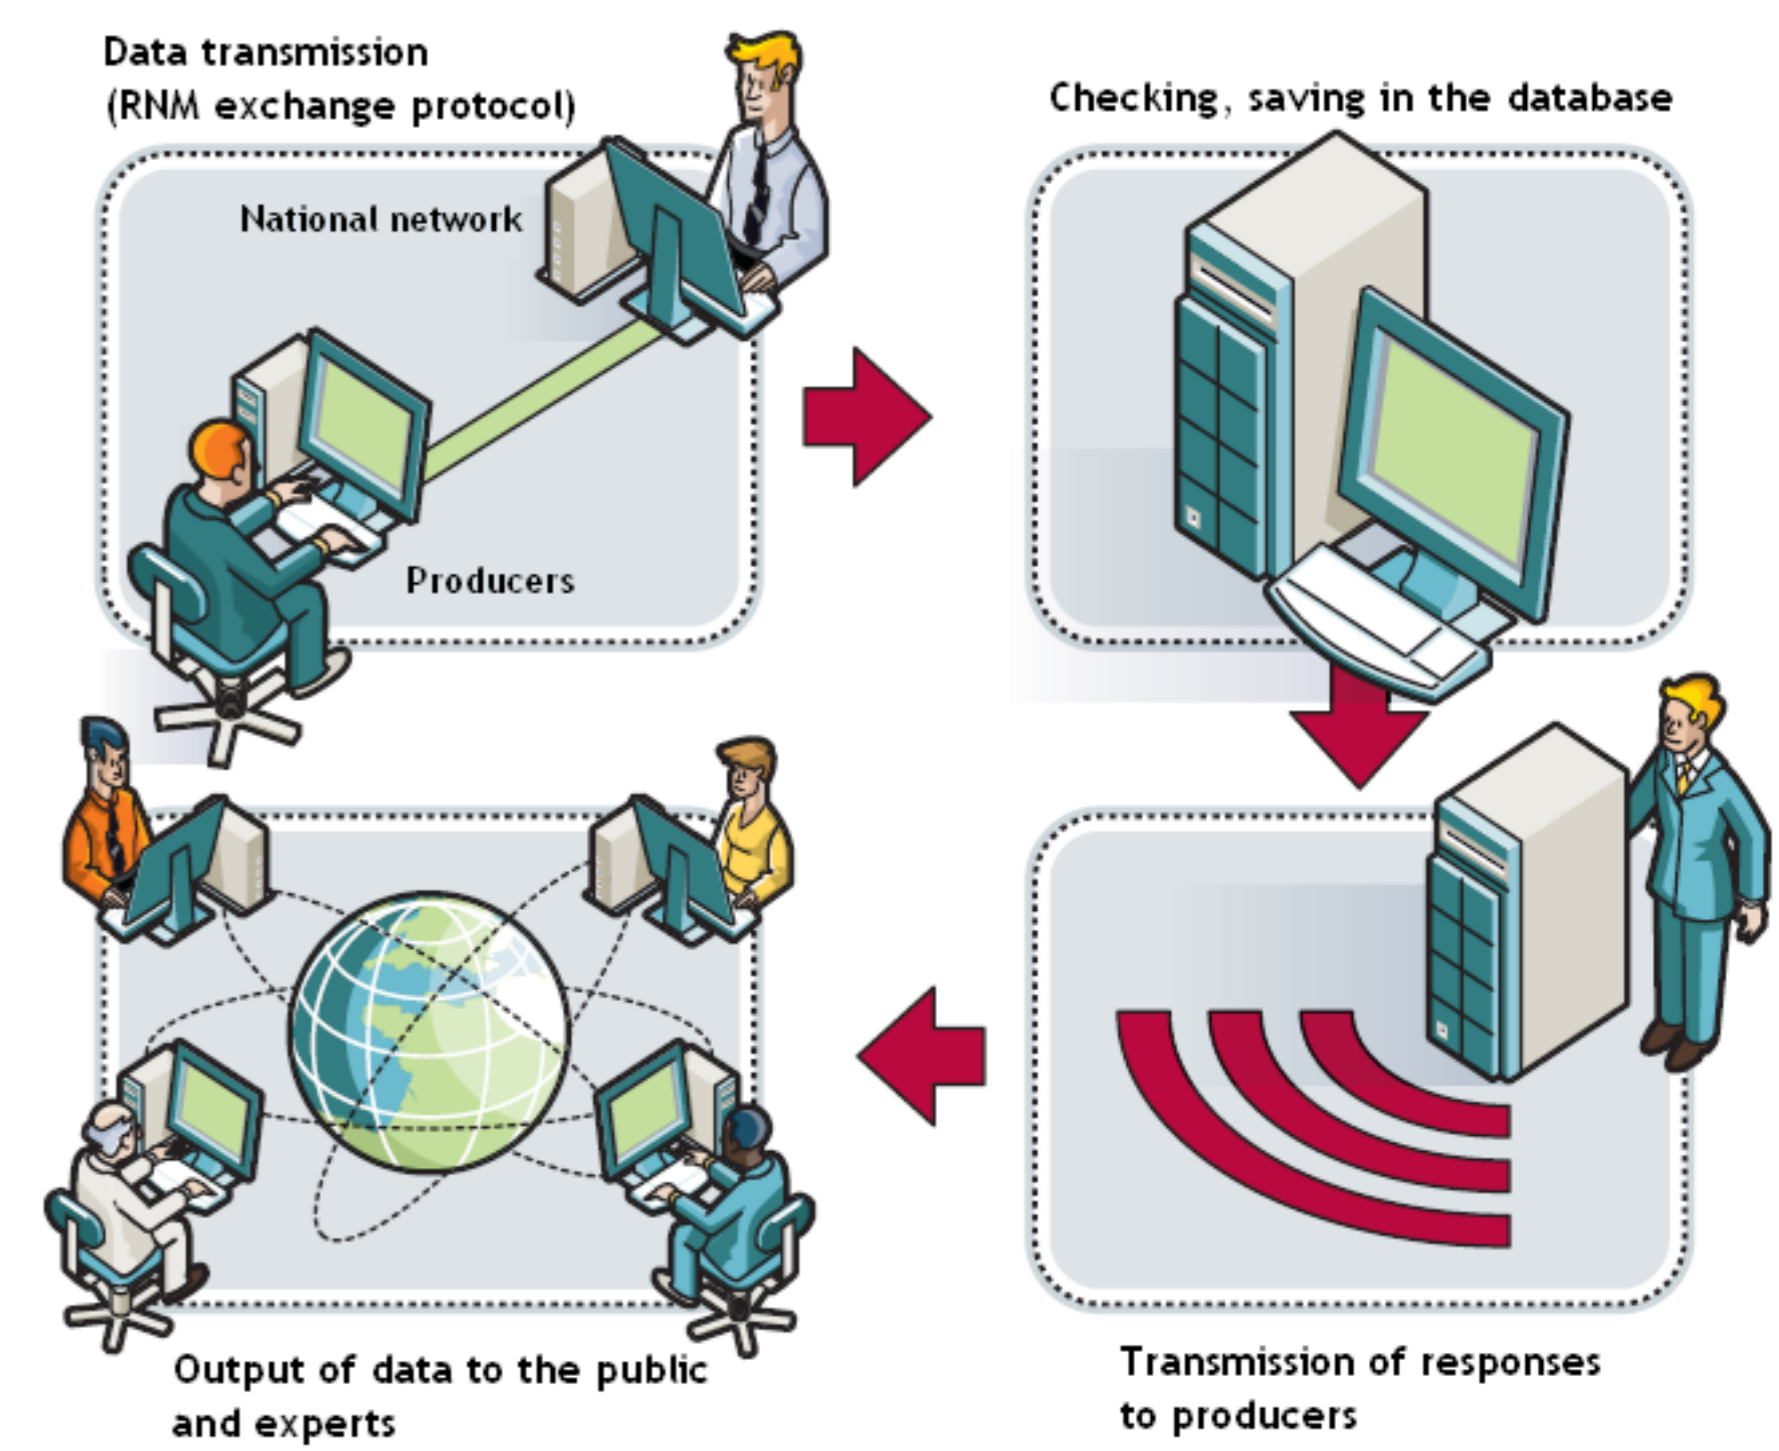 Data transmission
(RNM exchange protocol)
National network
Producers
Checking, saving in the database
Transmission of responses
to producers
Output of data to the public
and experts